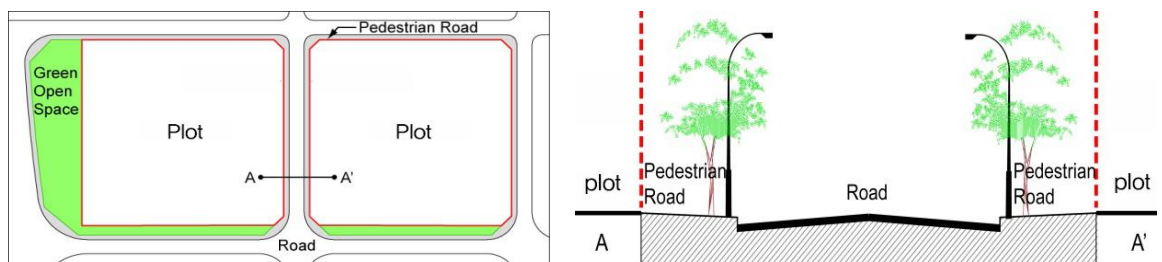 Pedestrian Road
Green
Open
Space
Plot
Plot
A
A'
Road
Pedestrian
Road
Pedestrian
Road
plot
Road
plot
A
A'